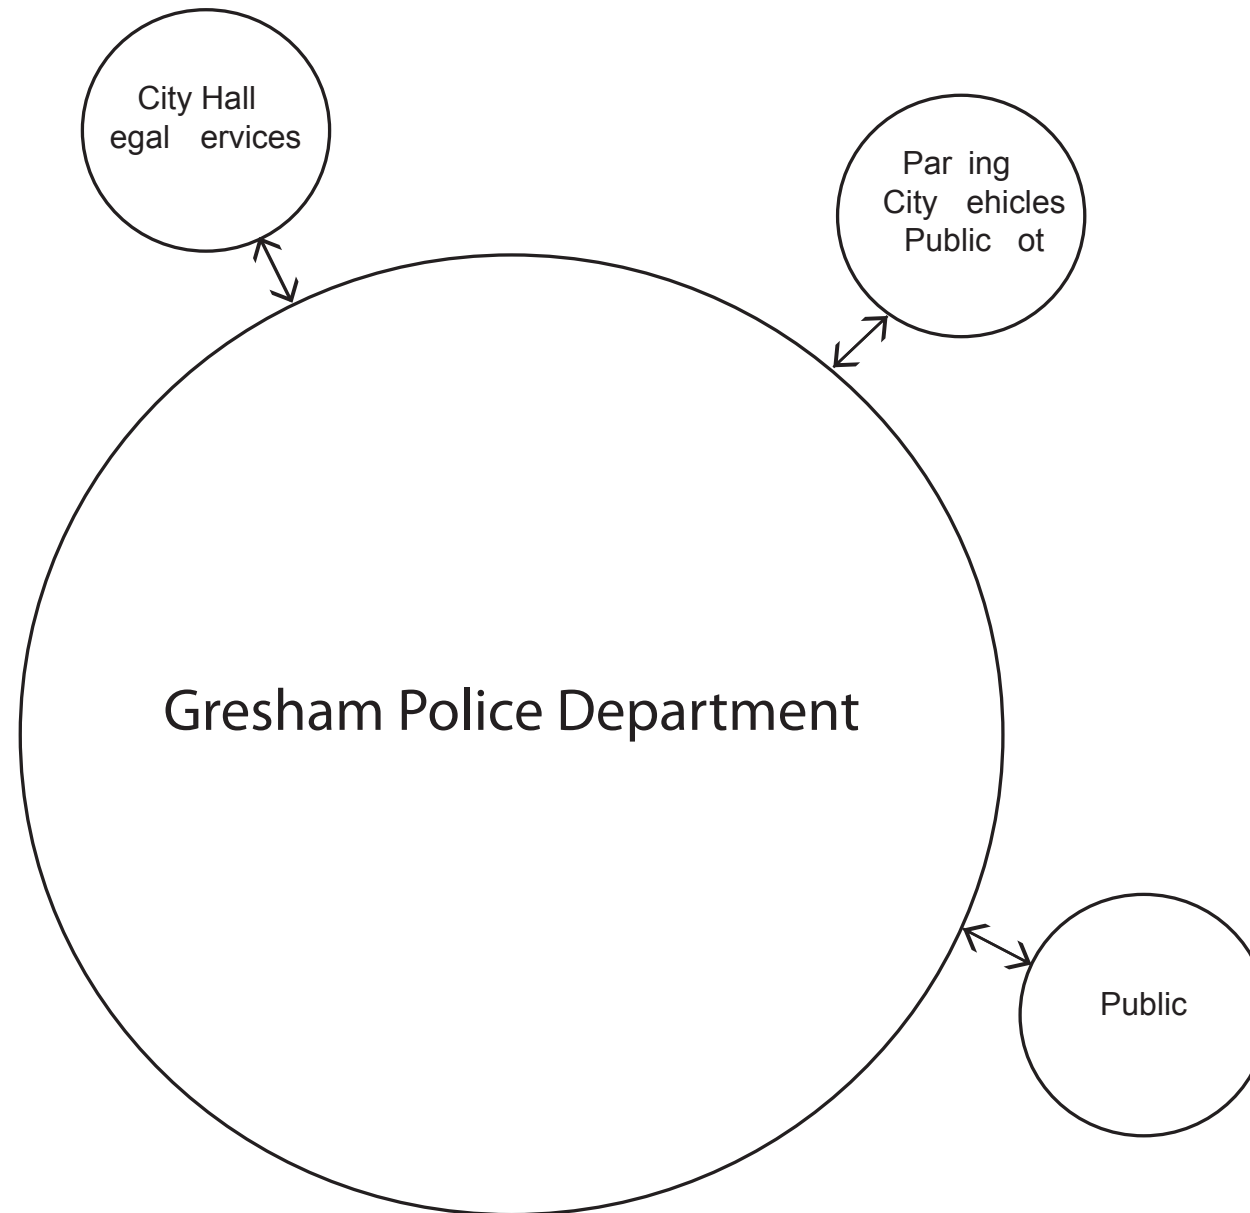 City Hall
egal ervices
Par ing
City ehicles
Public ot
Gresham Police Department
Public